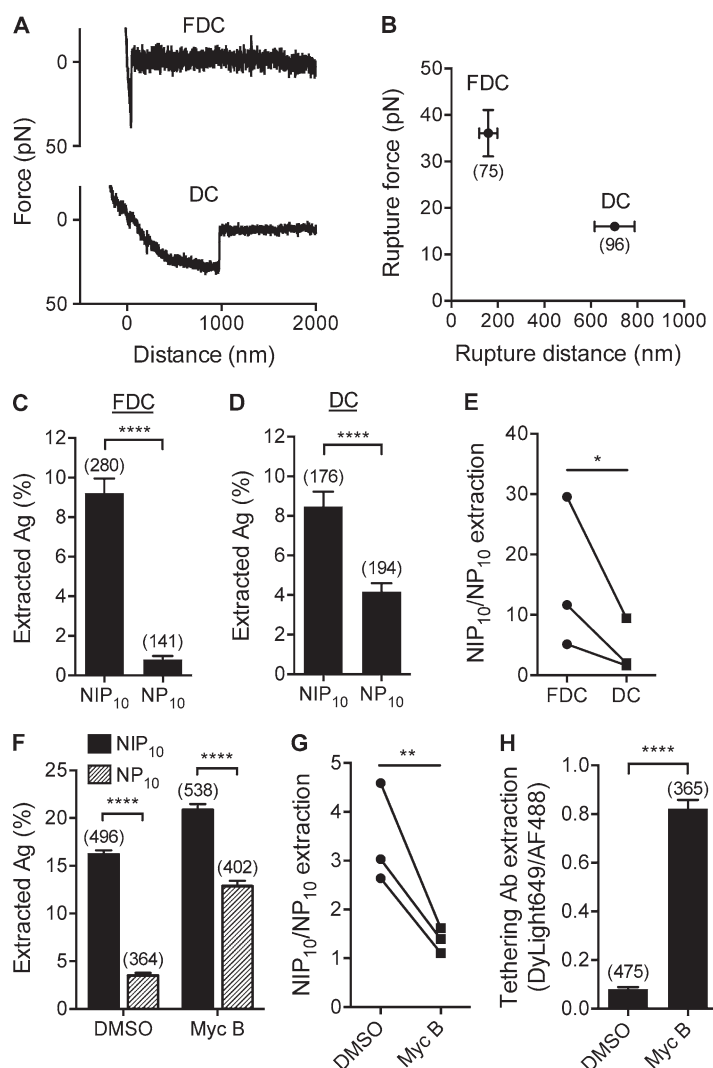 A
FDC
0
50
DC
0
50
Force (pN)
0 1000 2000
Distance (nm)
B
50
40
30
20
10
0
Rupture force (pN)
FDC
(75)
DC
(96)
0 200 400 600 800 1000
Rupture distance (nm)
C
FDC
12
10
8
6
4
2
0
Extracted Ag (%)
****
(280)
(141)
NIP10 NP10
D
DC
12
10
8
6
4
2
0
Extracted Ag (%)
****
(176)
(194)
NIP10 NP10
E
40
30
20
10
0
NIP10/NP10 extraction
*
FDC DC
F
NIP10
NP10
25
20
15
10
5
0
Extracted Ag (%)
****
(496)
(364)
****
(538)
(402)
DMSO Myc B
G
5
4
3
2
1
0
NIP10/NP10 extraction
**
DMSO
Myc B
H
1.0
0.8
0.6
0.4
0.2
0.0
Tethering Ab extraction
(DyLight649/AF488)
****
(475)
(365)
DMSO
Myc B